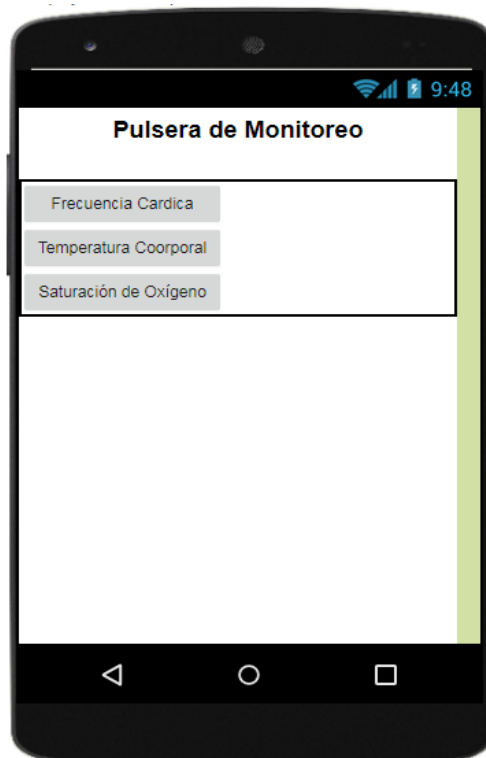 9:48
Pulsera de Monitoreo
Frecuencia Cardica
Temperatura Coorporal
Saturación de Oxígeno